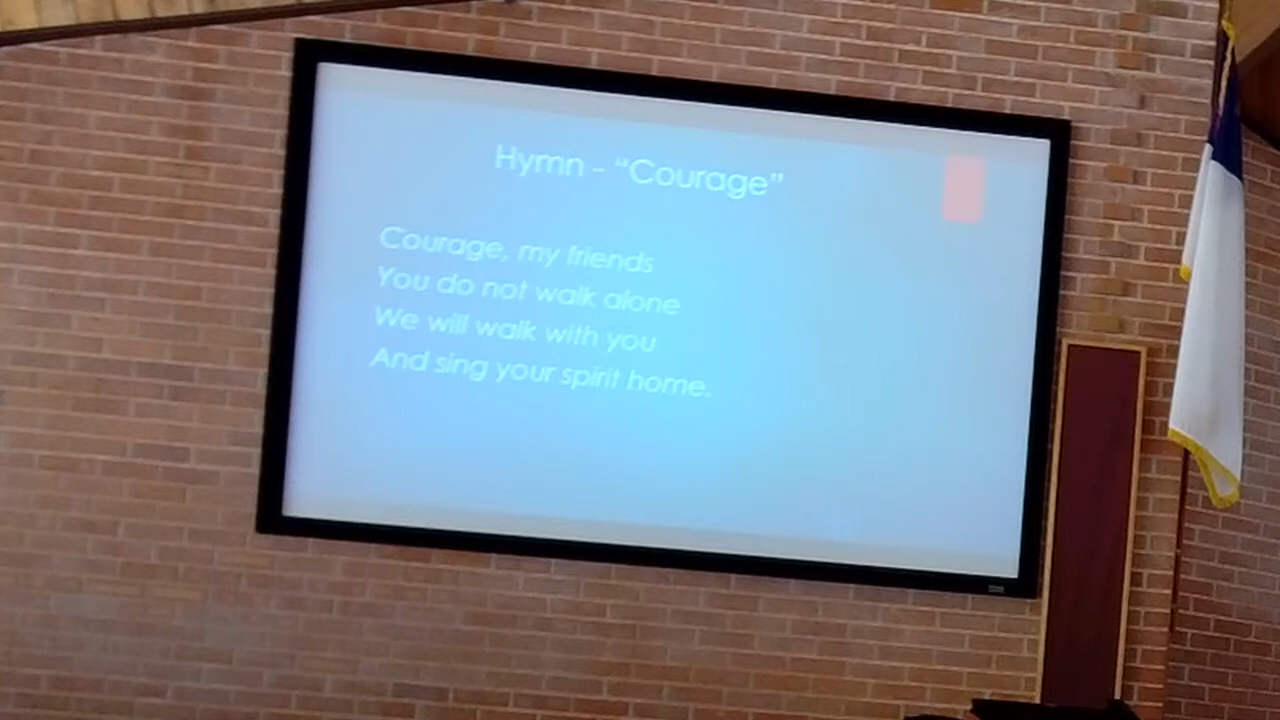 Hymn - “Courage”
Courage, my friends
You do not walk alone
We will walk with you
And sing your spirit home.